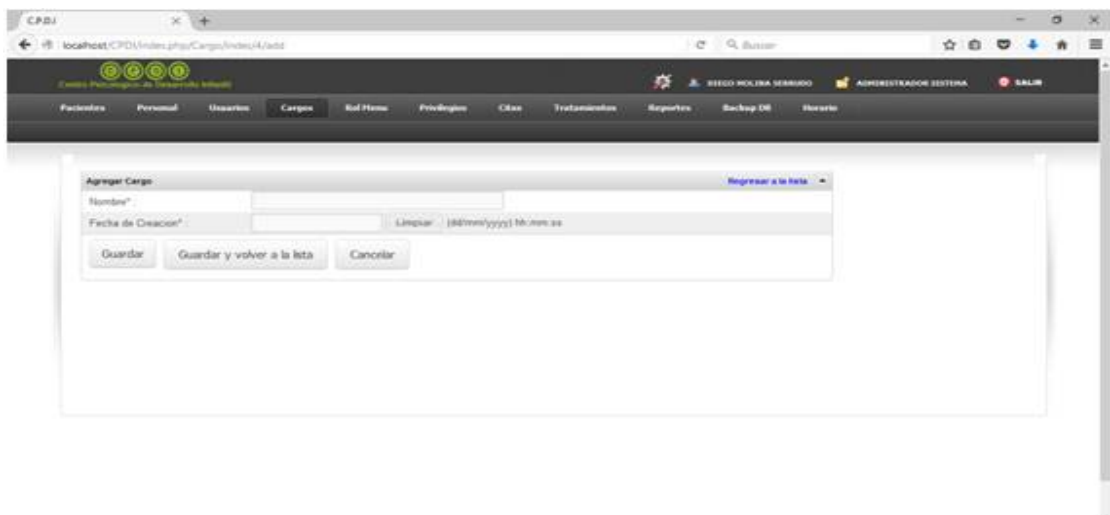 C.P.D.I
localhost/CPDI/index.php/Cargo/index/4/add
Buscar
Centro Psicologico de Desarrollo Infantil
DIEGO MOLINA SERRUDO
ADMINISTRADOR SISTEMA
SALIR
Pacientes Personal Usuarios Cargos Rol Menu Privilegios Citas Tratamientos Reportes Backup DB Horario
Agregar Cargo
Regresar a la lista
Nombre* :
Fecha de Creacion* :
Limpiar (dd/mm/yyyy) hh:mm:ss
Guardar
Guardar y volver a la lista
Cancelar